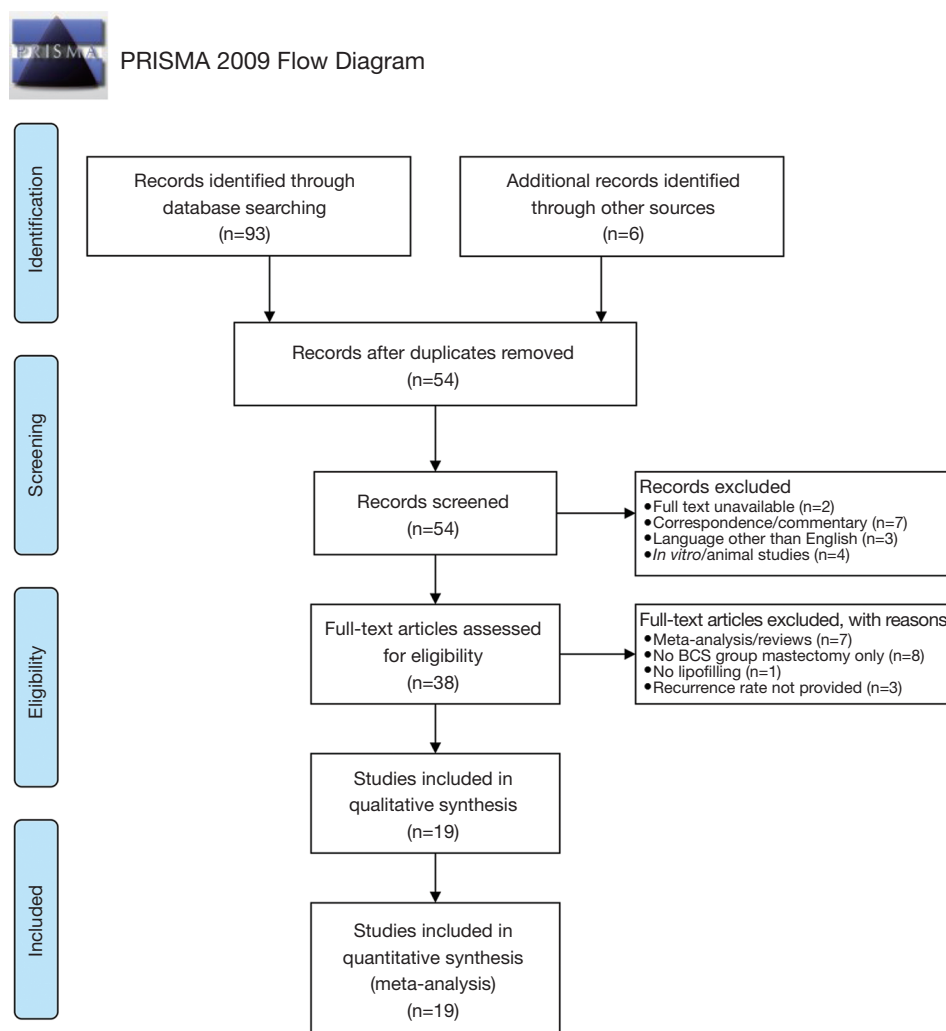 PRISMA
PRISMA 2009 Flow Diagram
Identification
Records identified through
database searching
(n=93)
Additional records identified
through other sources
(n=6)
Records after duplicates removed
(n=54)
Screening
Records screened
(n=54)
Records excluded
●Full text unavailable (n=2)
●Correspondence/commentary (n=7)
●Language other than English (n=3)
●In vitro/animal studies (n=4)
Eligibility
Full-text articles assessed
for eligibility
(n=38)
Full-text articles excluded, with reasons
●Meta-analysis/reviews (n=7)
●No BCS group mastectomy only (n=8)
●No lipofilling (n=1)
●Recurrence rate not provided (n=3)
Studies included in
qualitative synthesis
(n=19)
Included
Studies included in
quantitative synthesis
(meta-analysis)
(n=19)